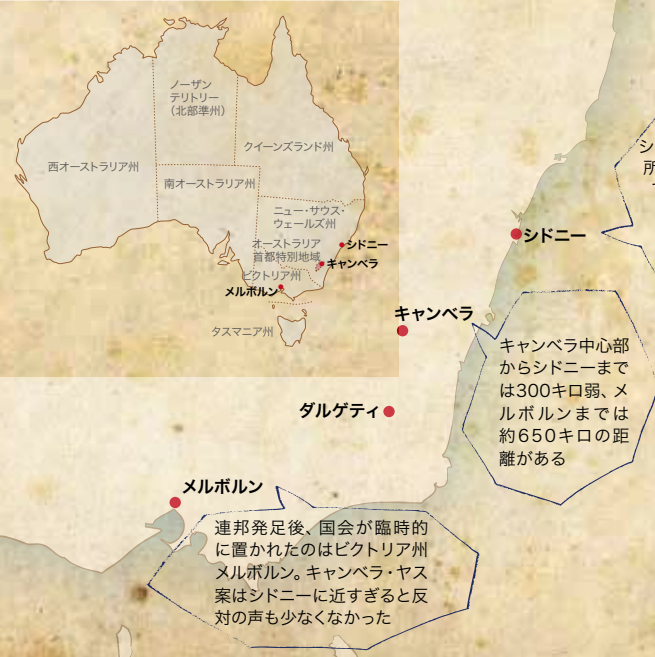 ノーザン
テリトリー
（北部準州）
クイーンズランド州
西オーストラリア州
南オーストラリア州
ニュー・サウス・
ウェールズ州
オーストラリア
首都特別地域
シドニー
キャンベラ
ビクトリア州
メルボルン
タスマニア州
シドニー
キャンベラ
ダルゲティ
メルボルン
キャンベラ中心部
からシドニーまで
は300キロ弱、メ
ルボルンまでは
約650キロの距
離がある
連邦発足後、国会が臨時的
に置かれたのはビクトリア州
メルボルン。キャンベラ・ヤス
案はシドニーに近すぎると反
対の声も少なくなかった